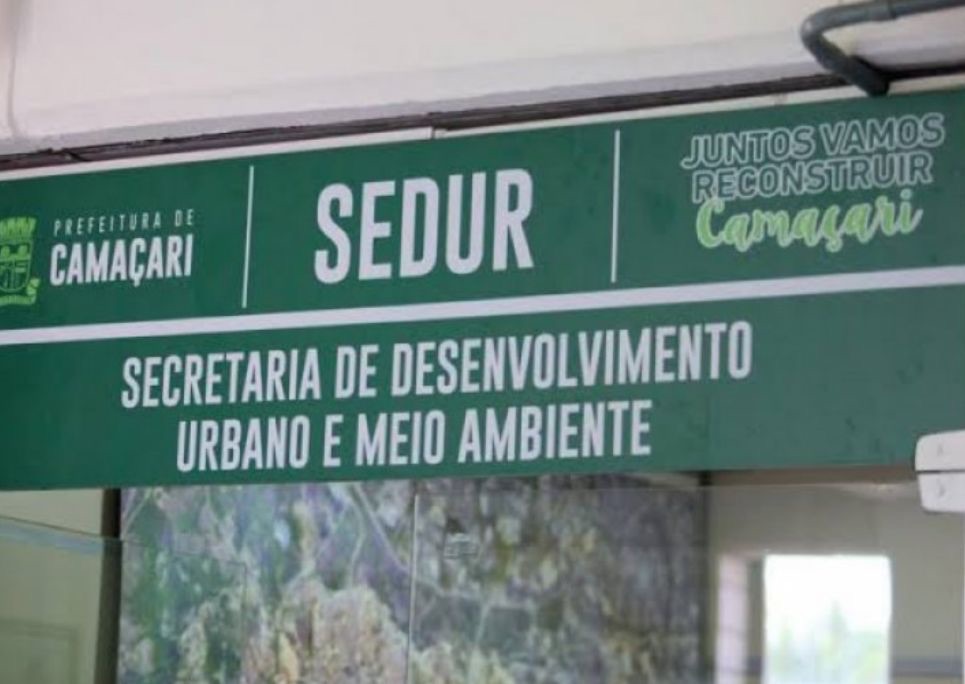 PREFEITURA DE
CAMAÇARI
SEDUR
JUNTOS VAMOS
RECONSTRUIR
Camaçari
SECRETARIA DE DESENVOLVIMENTO
URBANO E MEIO AMBIENTE